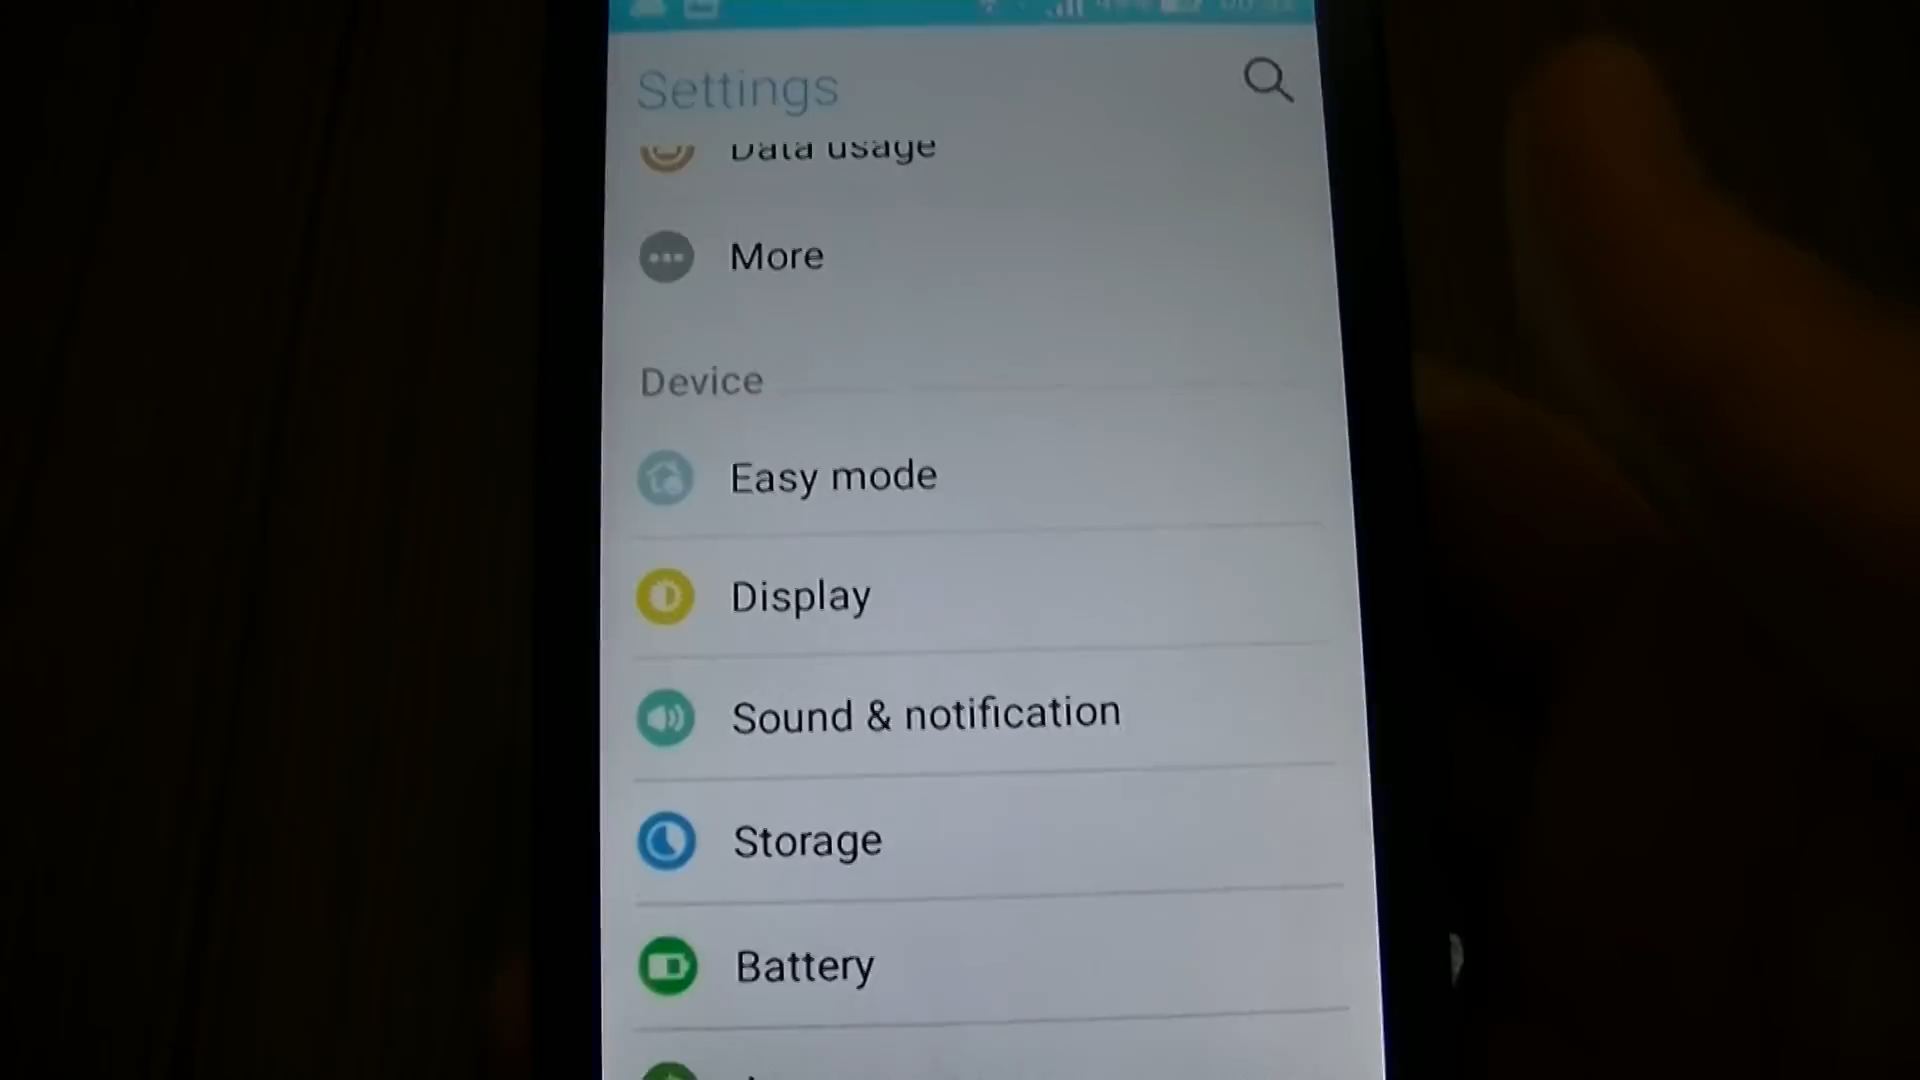 Settings
Data usage
More
Device
Easy mode
Display
Sound & notification
Storage
Battery